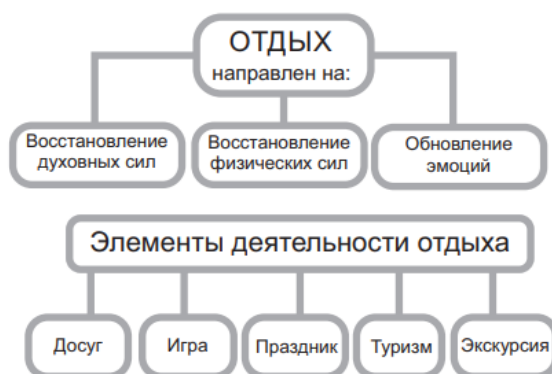 ОТДЫХ
направлен на:
Восстановление
духовных сил
Восстановление
физических сил
Обновление
эмоций
Элементы деятельности отдыха
Досуг
Игра
Праздник
Туризм
Экскурсия